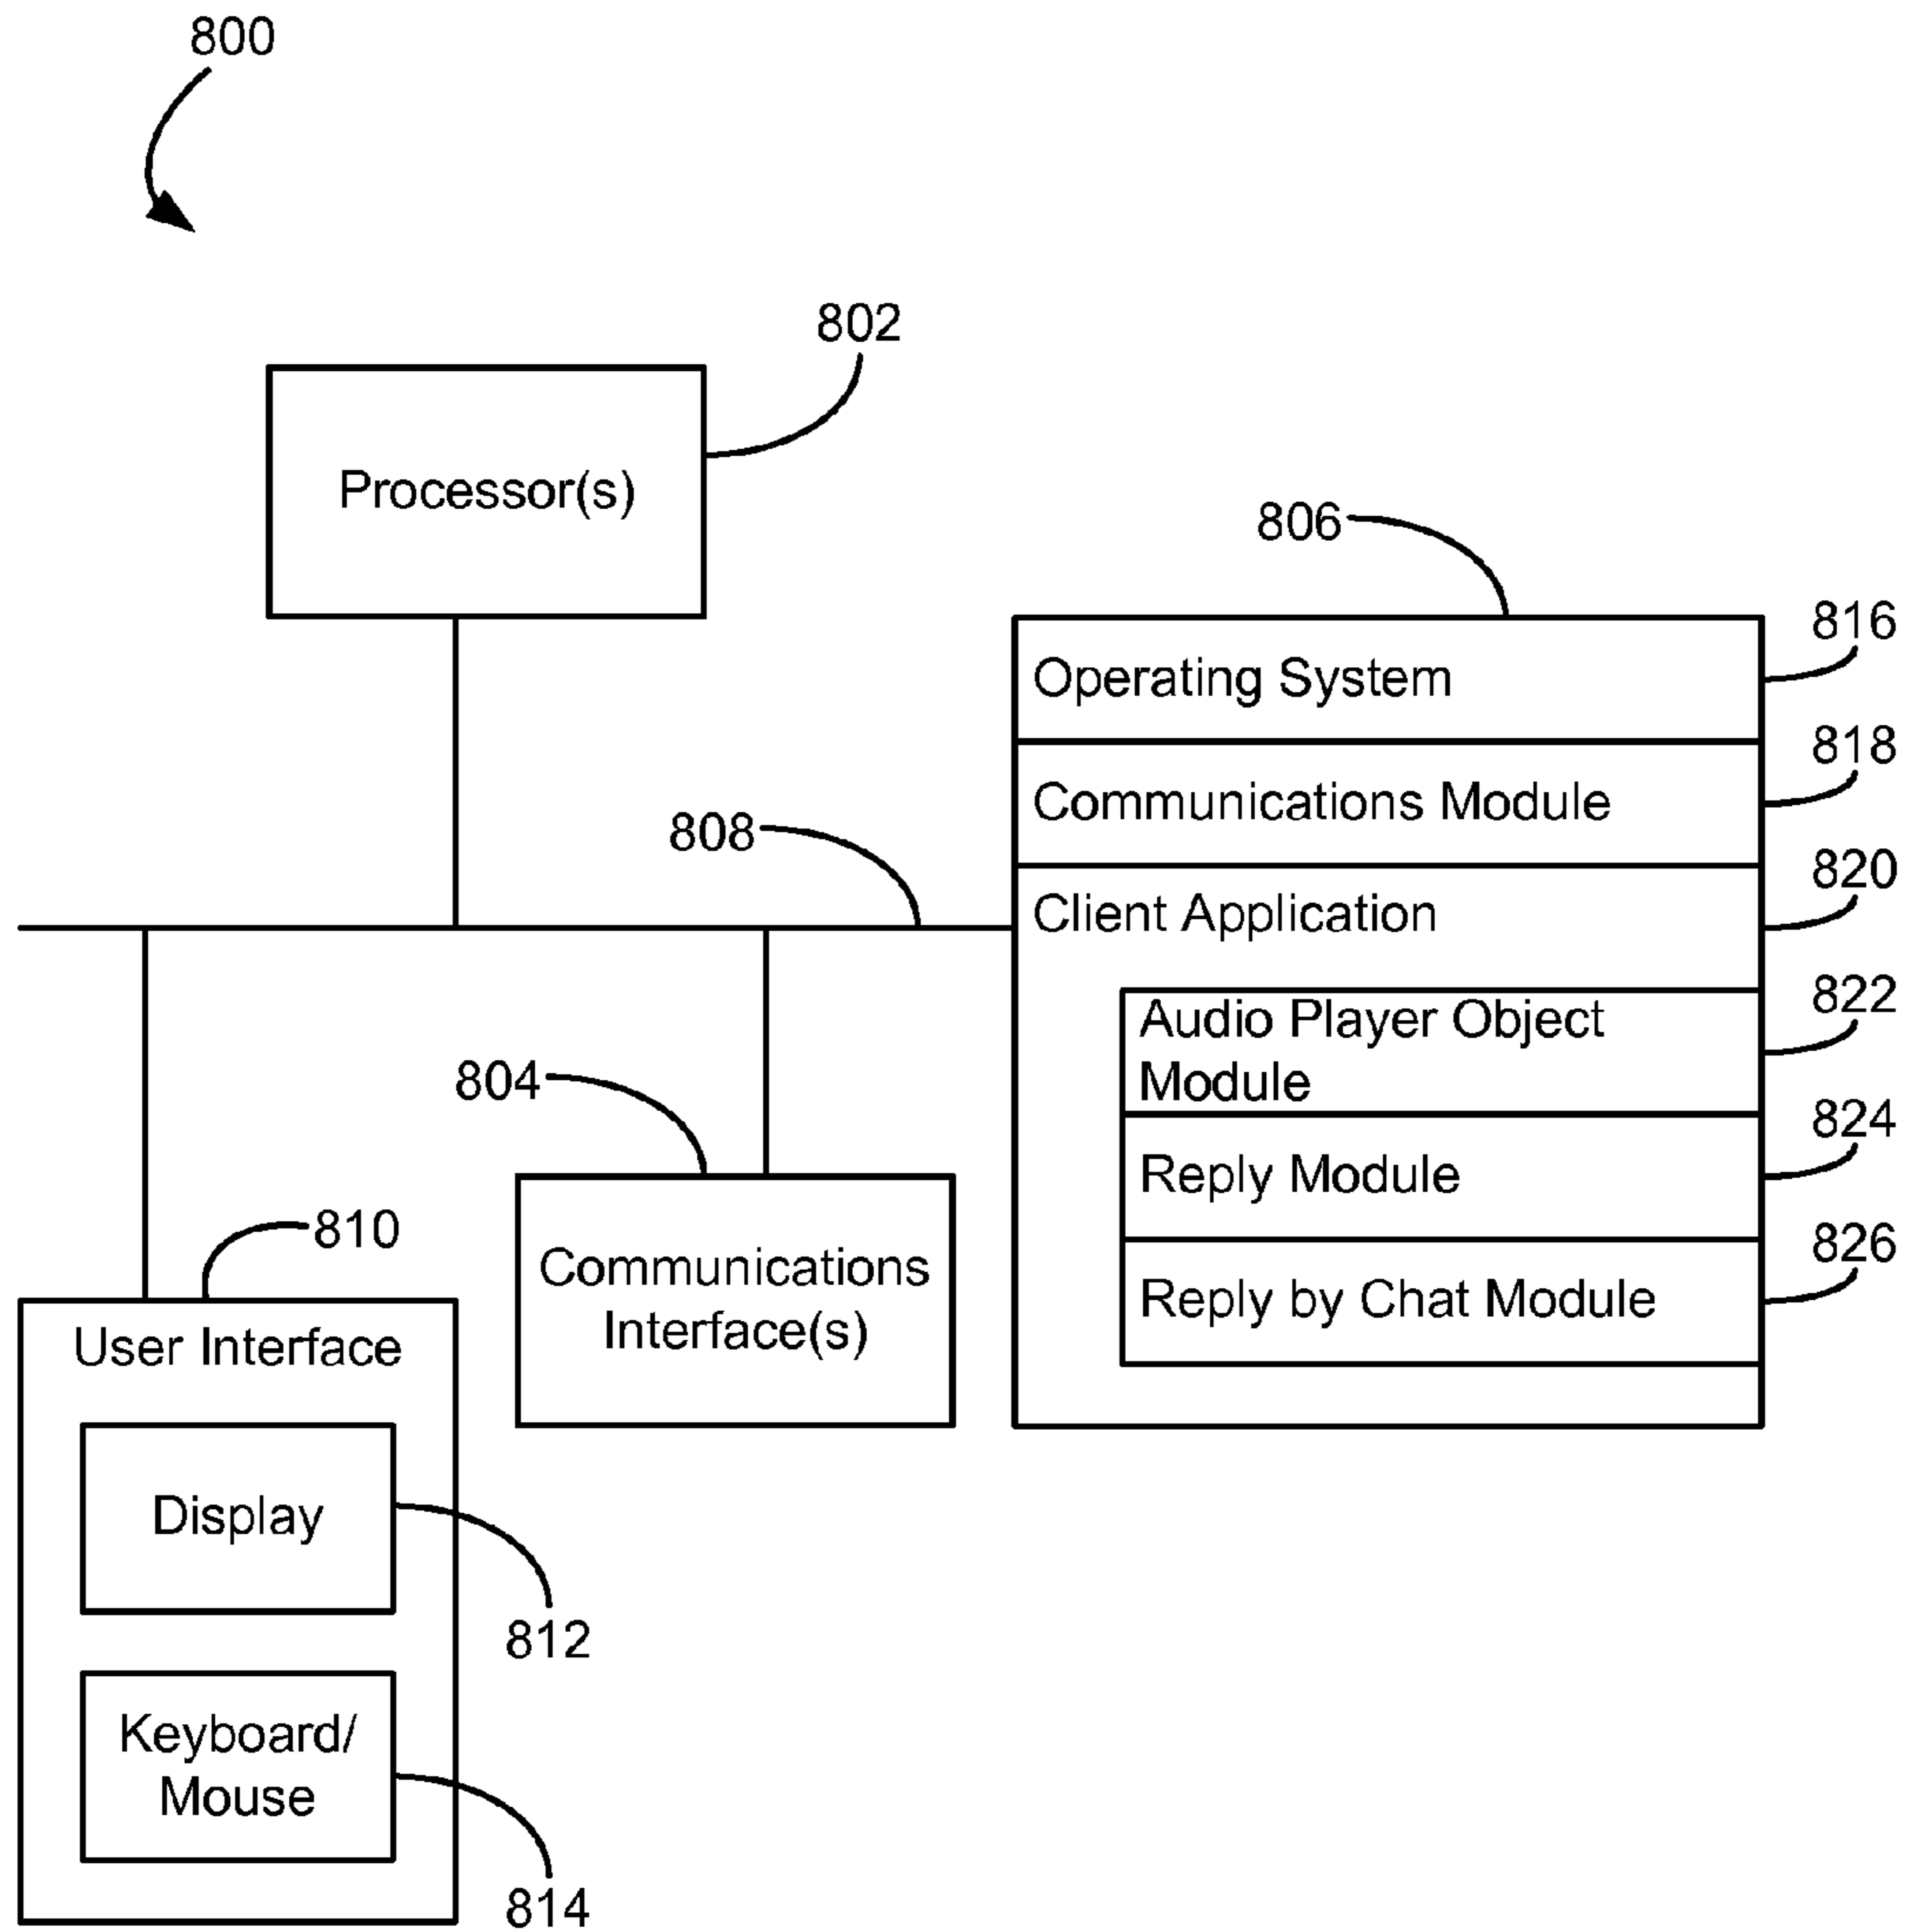 800
802
Processor(s)
806
816
Operating System
818
Communications Module
808
820
Client Application
822
Audio Player Object
Module
804
824
Reply Module
810
826
Communications
Interface(s)
Reply by Chat Module
User Interface
Display
812
Keyboard/
Mouse
814